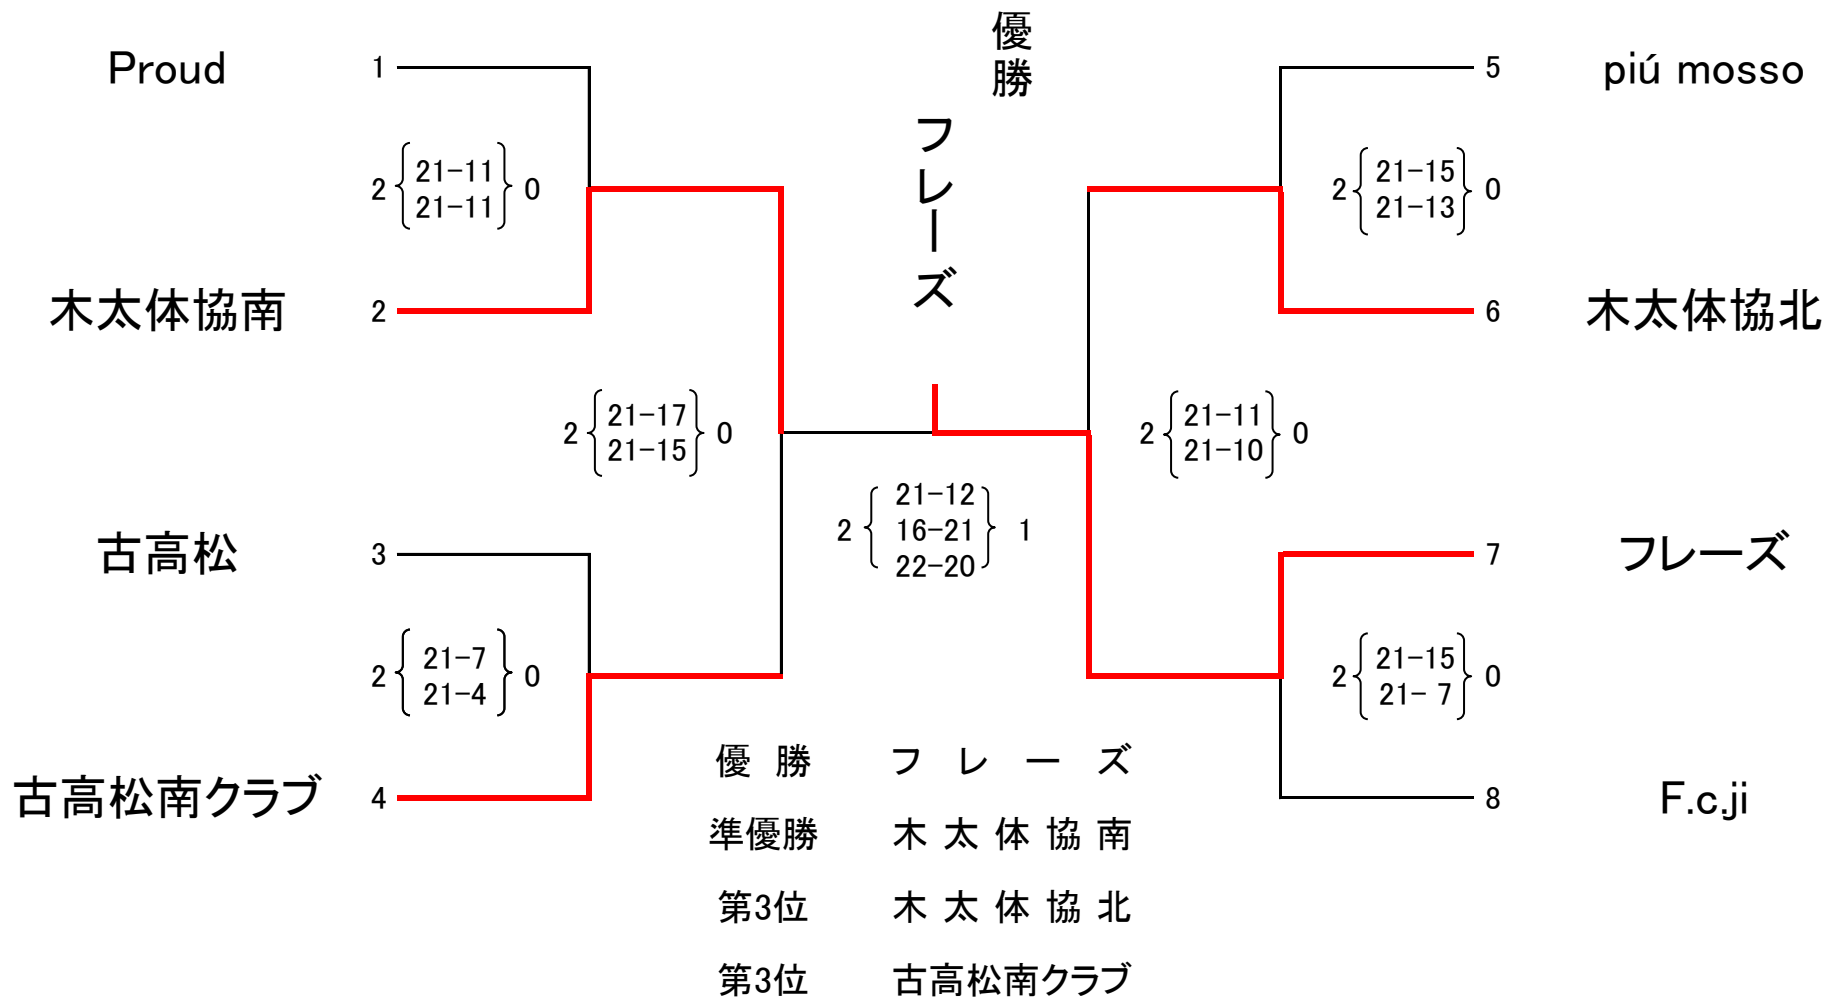 優勝
フレーズ
Proud 1
5 piú mosso
2 21-11 0
21-11
2 21-15 0
21-13
木太体協南 2
6 木太体協北
2 21-17 0
21-15
2 21-11 0
21-10
21-12
2 16-21 1
22-20
古高松 3
7 フレーズ
2 21-7 0
21-4
2 21-15 0
21- 7
古高松南クラブ 4
8 F.c.ji
優勝 フレーズ
準優勝 木太体協南
第3位 木太体協北
第3位 古高松南クラブ